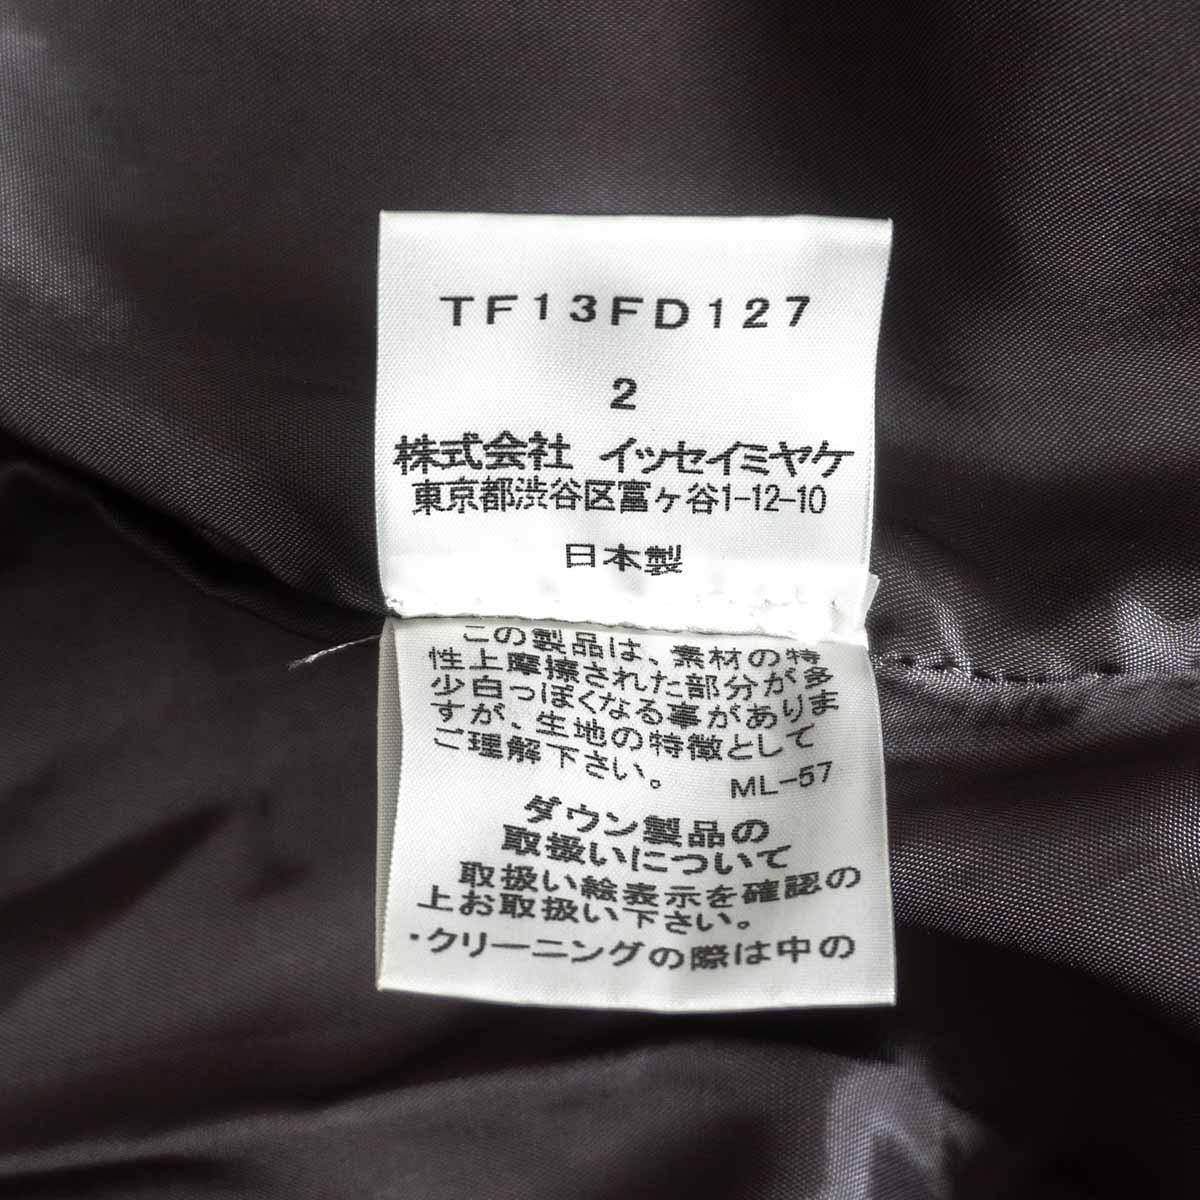 TF13FD127
2
株式会社 イッセイミヤケ
東京都渋谷区富ヶ谷1-12-10
日本製
この製品は、素材の特
性上摩擦された部分が多
少白っぽくなる事がありま
すが、生地の特徴として
ご理解下さい。 ML-57
ダウン製品の
取扱いについて
取扱い絵表示を確認の
上お取扱い下さい。
・クリーニングの際は中の